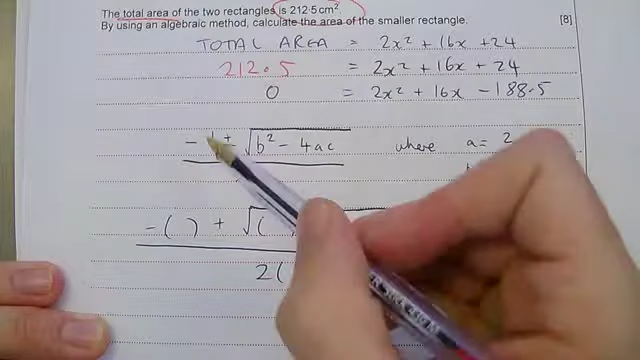 The total area of the two rectangles is 212·5 cm².
By using an algebraic method, calculate the area of the smaller rectangle. [8]
TOTAL AREA = 2x² + 16x + 24
212·5 = 2x² + 16x + 24
0 = 2x² + 16x - 188·5
- ± √b² - 4ac where a = 2
-( ) + √(
2(